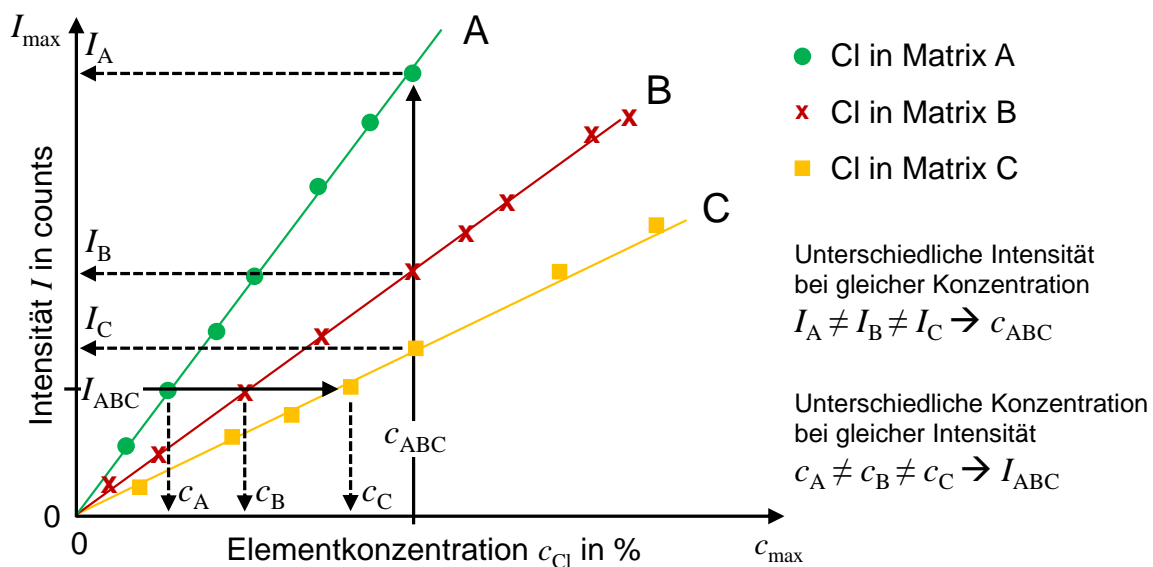 I_max
I_A
I_B
I_C
I_ABC
Intensität I in counts
A
B
C
c_ABC
c_A
c_B
c_C
0
0
Elementkonzentration c_Cl in %
c_max
Cl in Matrix A
Cl in Matrix B
Cl in Matrix C
Unterschiedliche Intensität
bei gleicher Konzentration
I_A ≠ I_B ≠ I_C → c_ABC
Unterschiedliche Konzentration
bei gleicher Intensität
c_A ≠ c_B ≠ c_C → I_ABC